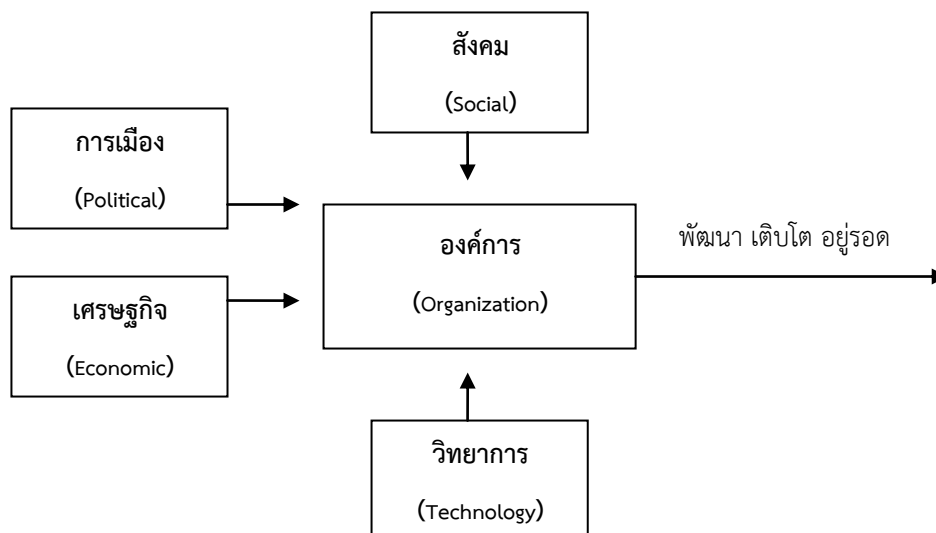 สังคม
(Social)
การเมือง
(Political)
องค์การ
(Organization)
พัฒนา เติบโต อยู่รอด
เศรษฐกิจ
(Economic)
วิทยาการ
(Technology)